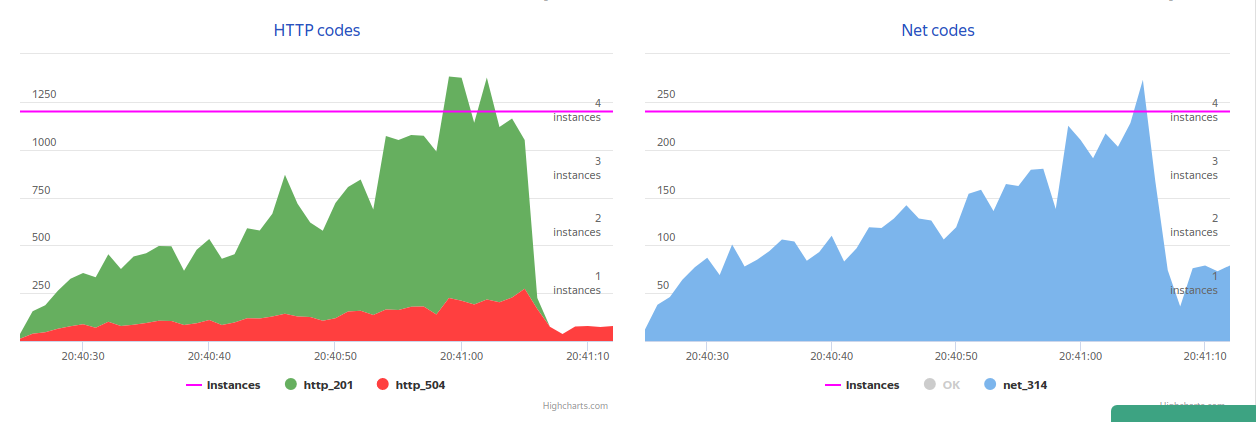 HTTP codes
1250
1000
750
500
250
4
instances
3
instances
2
instances
1
instances
20:40:30 20:40:40 20:40:50 20:41:00 20:41:10
Instances http_201 http_504
Highcharts.com
Net codes
250
200
150
100
50
4
instances
3
instances
2
instances
1
instances
20:40:30 20:40:40 20:40:50 20:41:00 20:41:10
Instances OK net_314
Highcharts.com